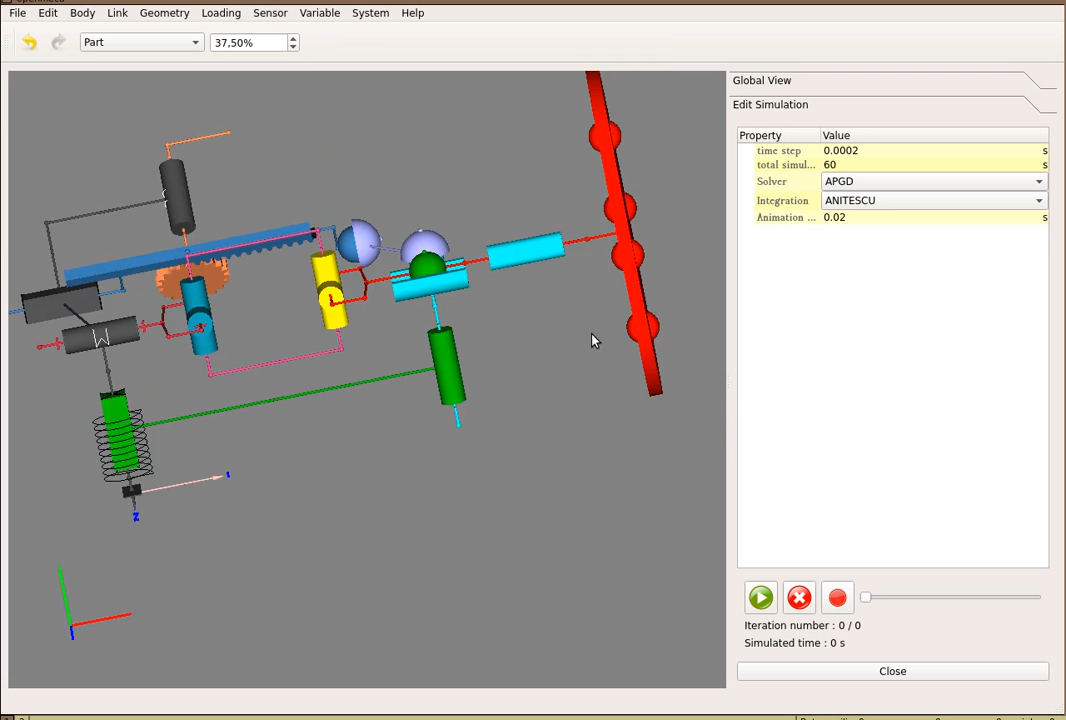 File Edit Body Link Geometry Loading Sensor Variable System Help
Part 37,50%
Global View
Edit Simulation
Property Value
time step 0.0002 s
total simul... 60 s
Solver APGD
Integration ANITESCU
Animation ... 0.02 s
Z
Iteration number : 0 / 0
Simulated time : 0 s
Close